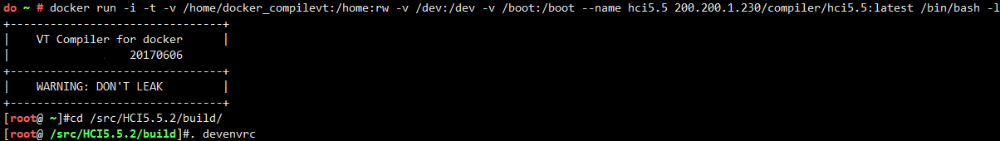 do ~ # docker run -i -t -v /home/docker_compilevt:/home:rw -v /dev:/dev -v /boot:/boot --name hci5.5 200.200.1.230/compiler/hci5.5:latest /bin/bash -l
+--------------------------------+
|    VT Compiler for docker      |
|                  20170606
+--------------------------------+
|    WARNING: DON'T LEAK         |
+--------------------------------+
[root@ ~]#cd /src/HCI5.5.2/build/
[root@ /src/HCI5.5.2/build]#. devenvrc